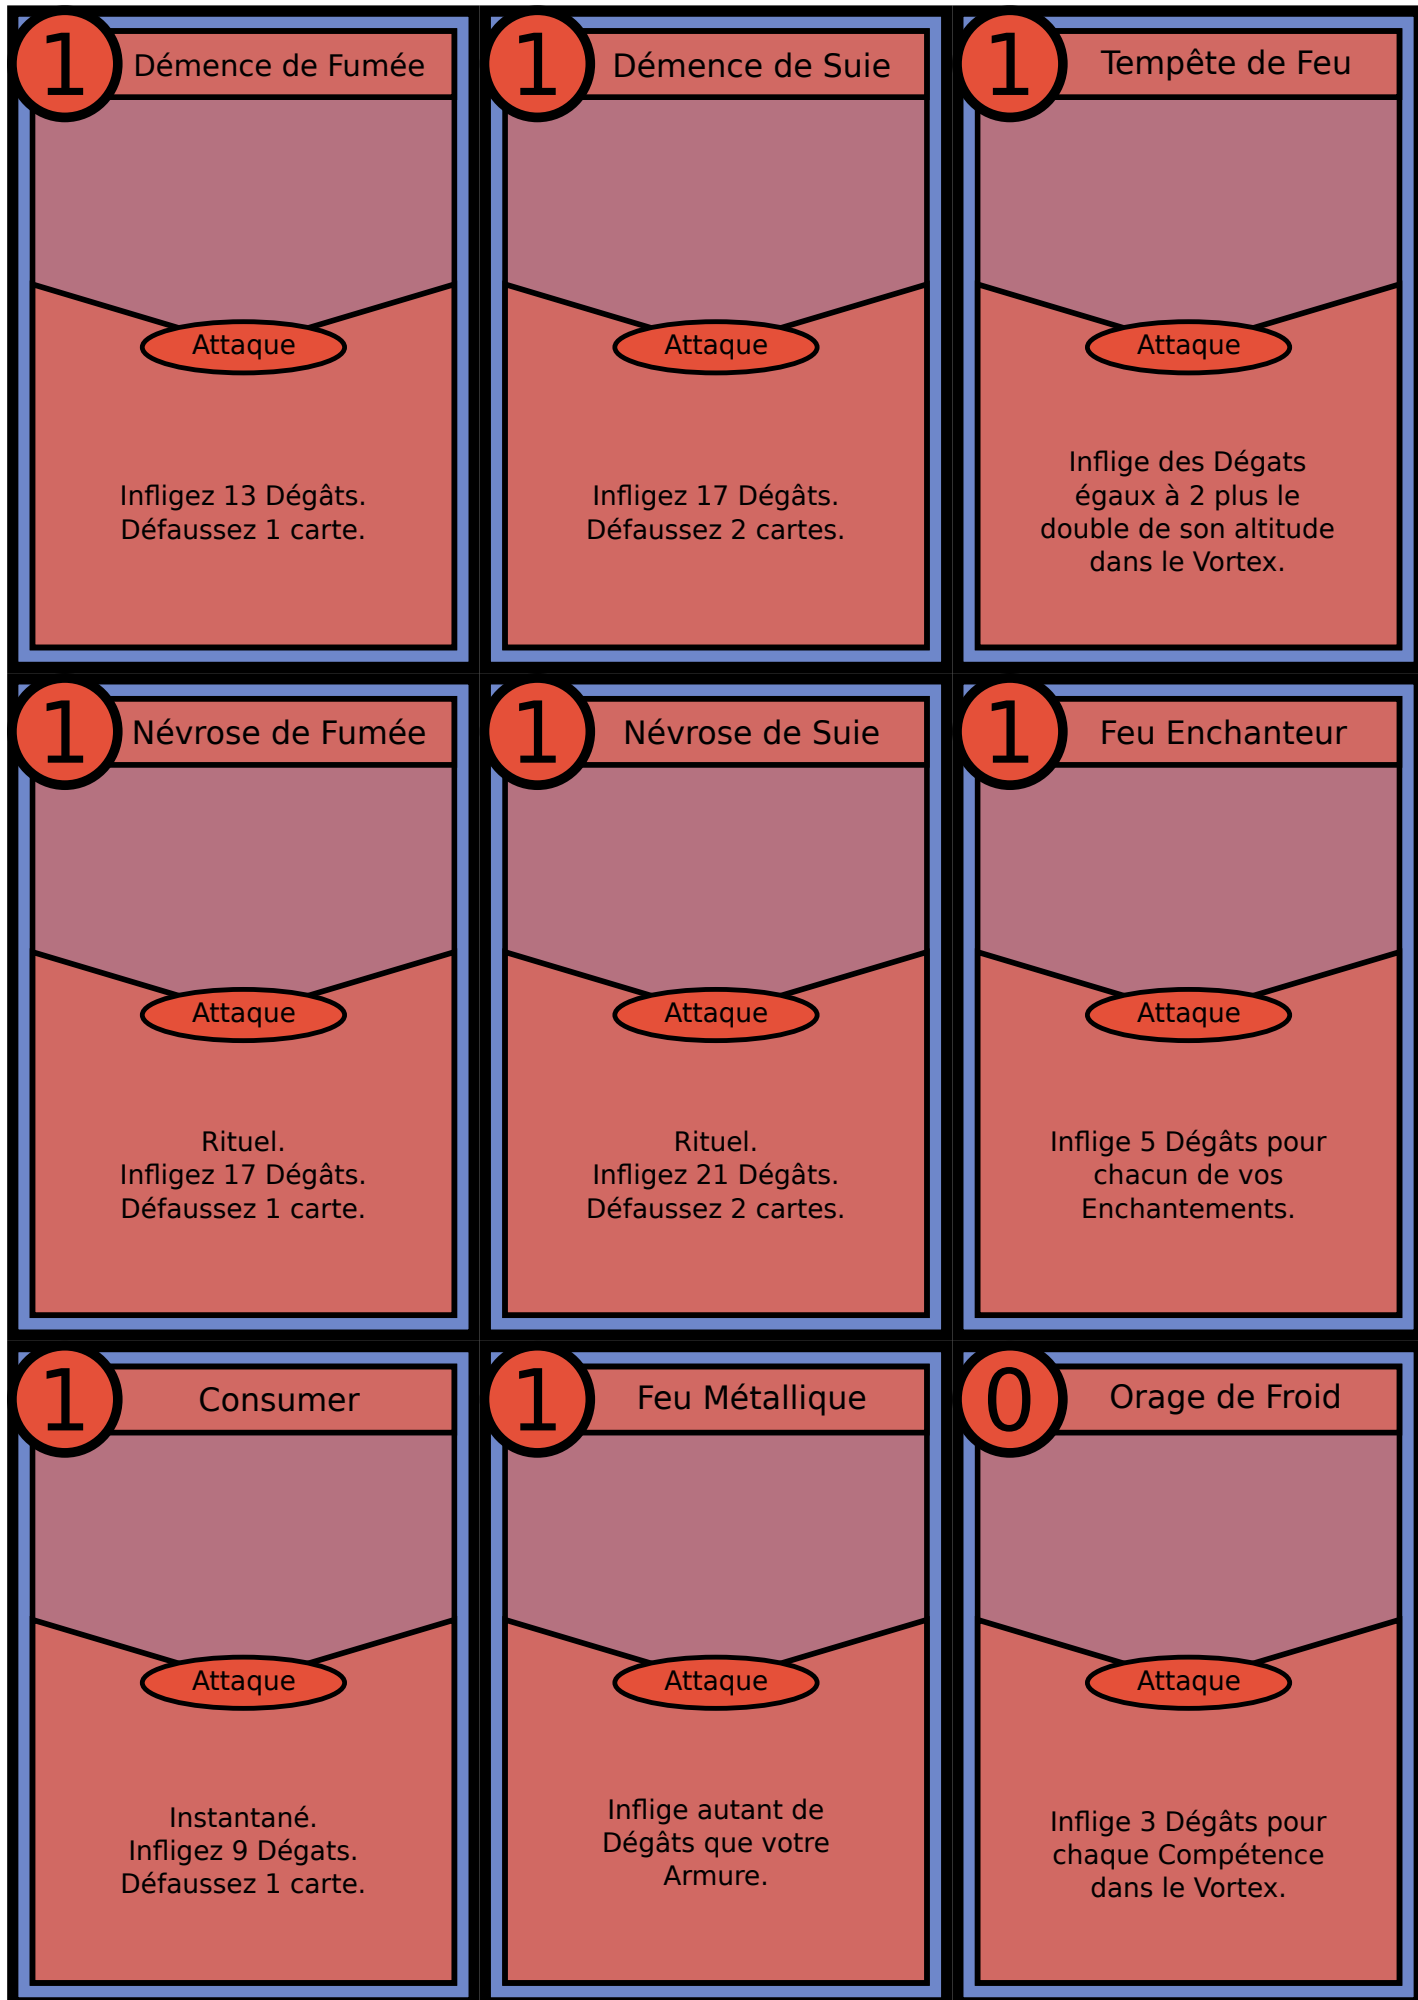 1
Démence de Fumée
Attaque
Infligez 13 Dégâts.
Défaussez 1 carte.
1
Démence de Suie
Attaque
Infligez 17 Dégâts.
Défaussez 2 cartes.
1
Tempête de Feu
Attaque
Inflige des Dégats
égaux à 2 plus le
double de son altitude
dans le Vortex.
1
Névrose de Fumée
Attaque
Rituel.
Infligez 17 Dégâts.
Défaussez 1 carte.
1
Névrose de Suie
Attaque
Rituel.
Infligez 21 Dégâts.
Défaussez 2 cartes.
1
Feu Enchanteur
Attaque
Inflige 5 Dégâts pour
chacun de vos
Enchantements.
1
Consumer
Attaque
Instantané.
Infligez 9 Dégats.
Défaussez 1 carte.
1
Feu Métallique
Attaque
Inflige autant de
Dégâts que votre
Armure.
0
Orage de Froid
Attaque
Inflige 3 Dégâts pour
chaque Compétence
dans le Vortex.